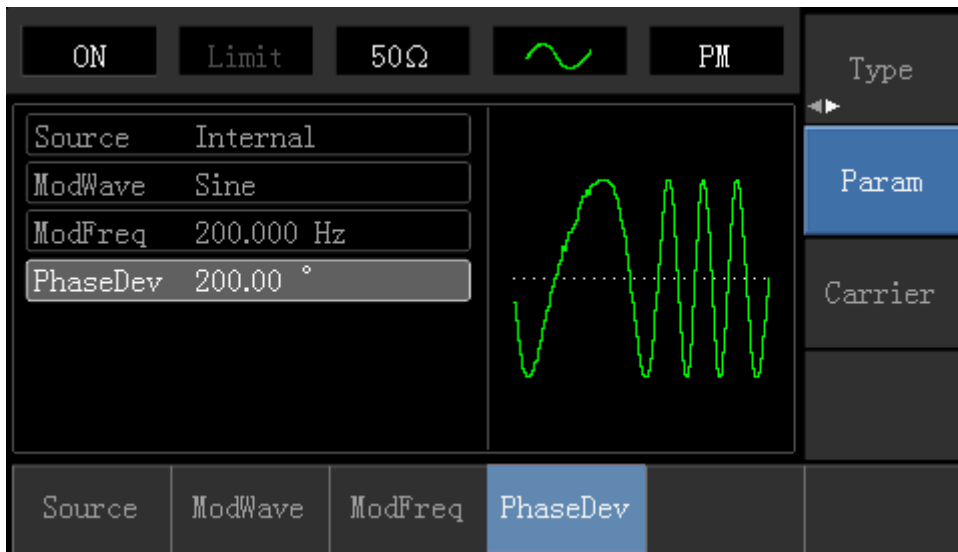 ON Limit 50Ω PM
Type
Source Internal
ModWave Sine
ModFreq 200.000 Hz
PhaseDev 200.00 °
Param
Carrier
Source ModWave ModFreq PhaseDev